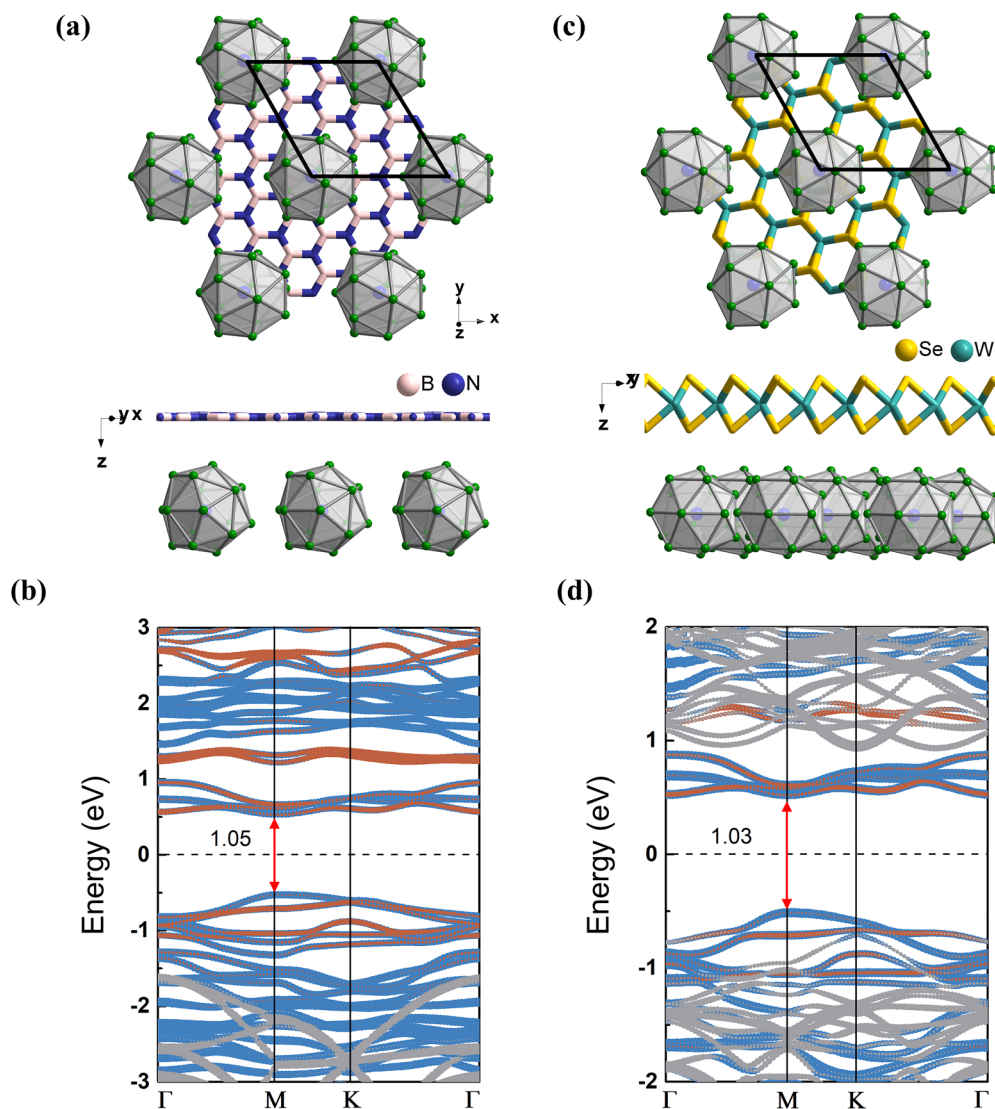 (a)
y
z
x
B
N
y x
z
(c)
Se
W
xy
z
(b)
Energy (eV)
3
2
1
0
-1
-2
-3
1.05
Γ
M
K
Γ
(d)
Energy (eV)
2
1
0
-1
-2
1.03
Γ
M
K
Γ